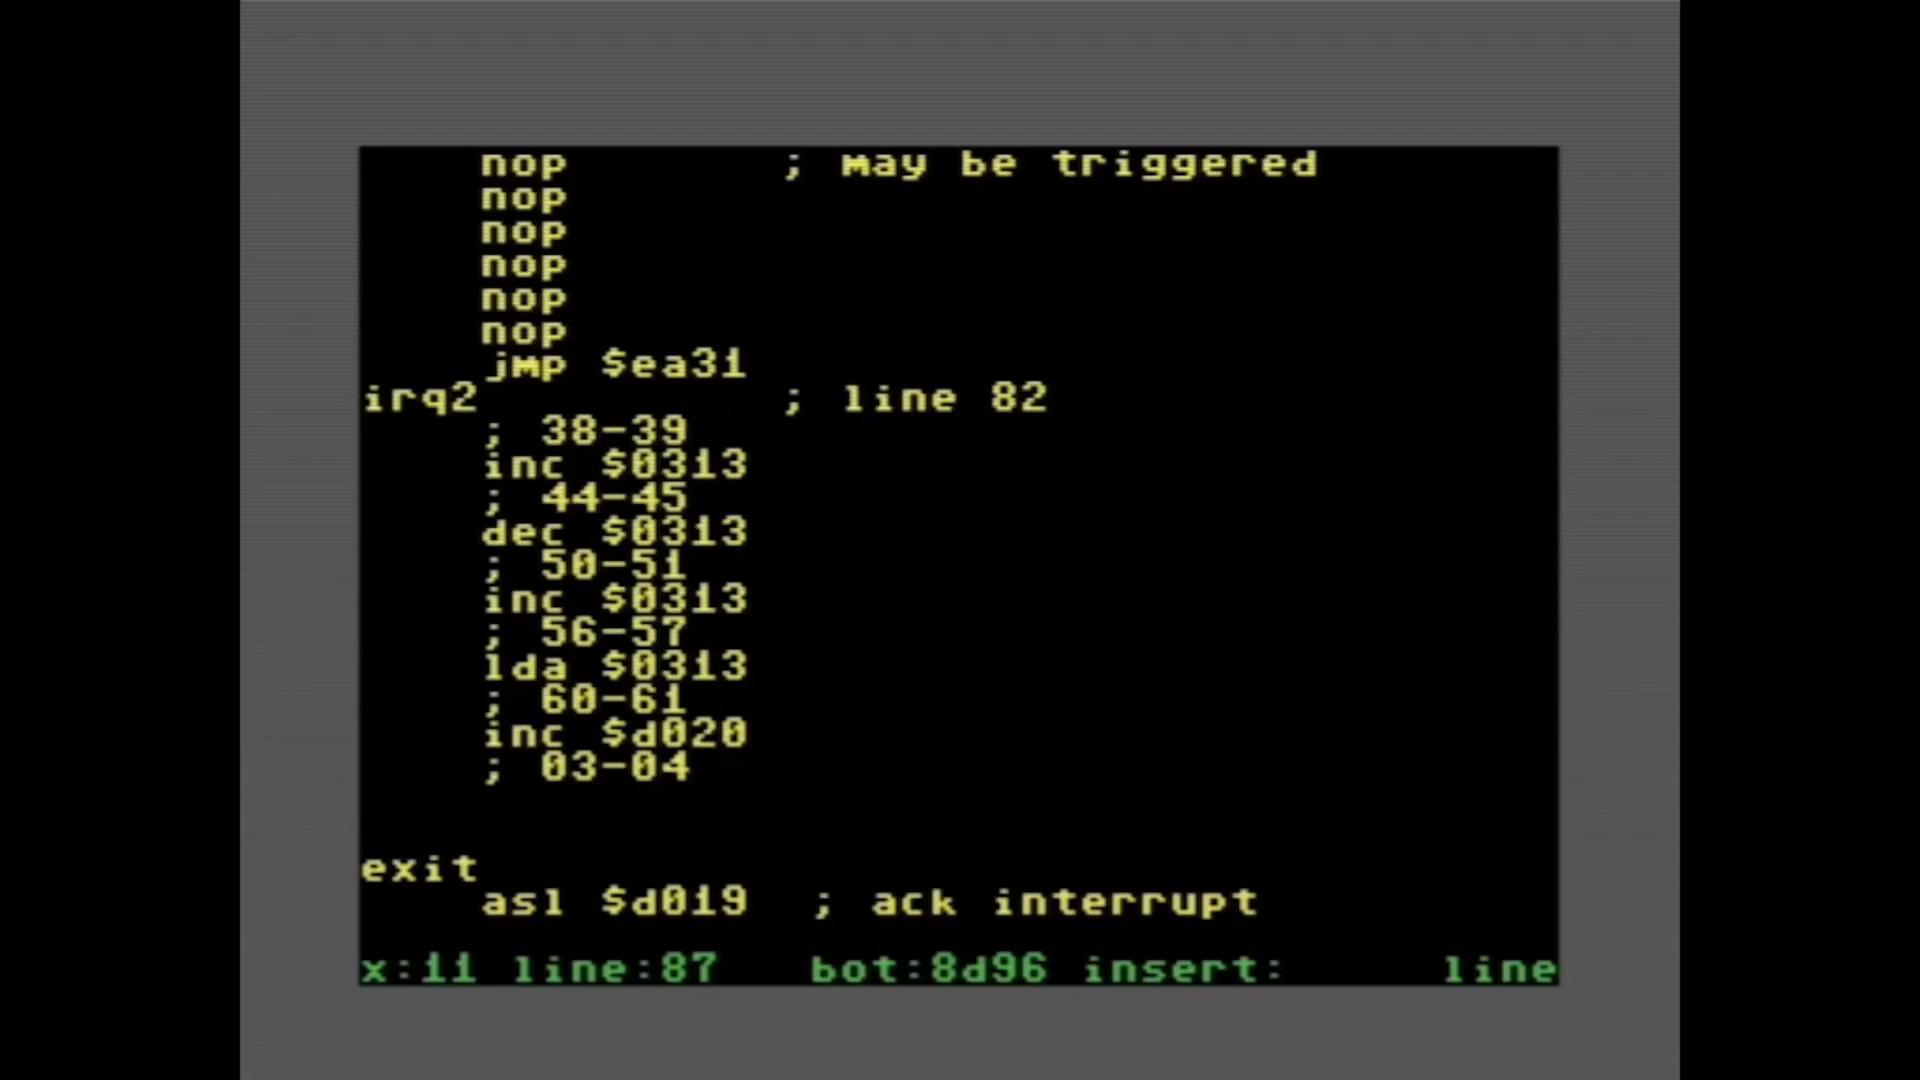 nop ; may be triggered
nop
nop
nop
nop
nop
jmp $ea31
irq2 ; line 82
; 38-39
inc $0313
; 44-45
dec $0313
; 50-51
inc $0313
; 56-57
lda $0313
; 60-61
inc $d020
; 03-04
exit
asl $d019 ; ack interrupt
x:11 line:87 bot:8d96 insert: line